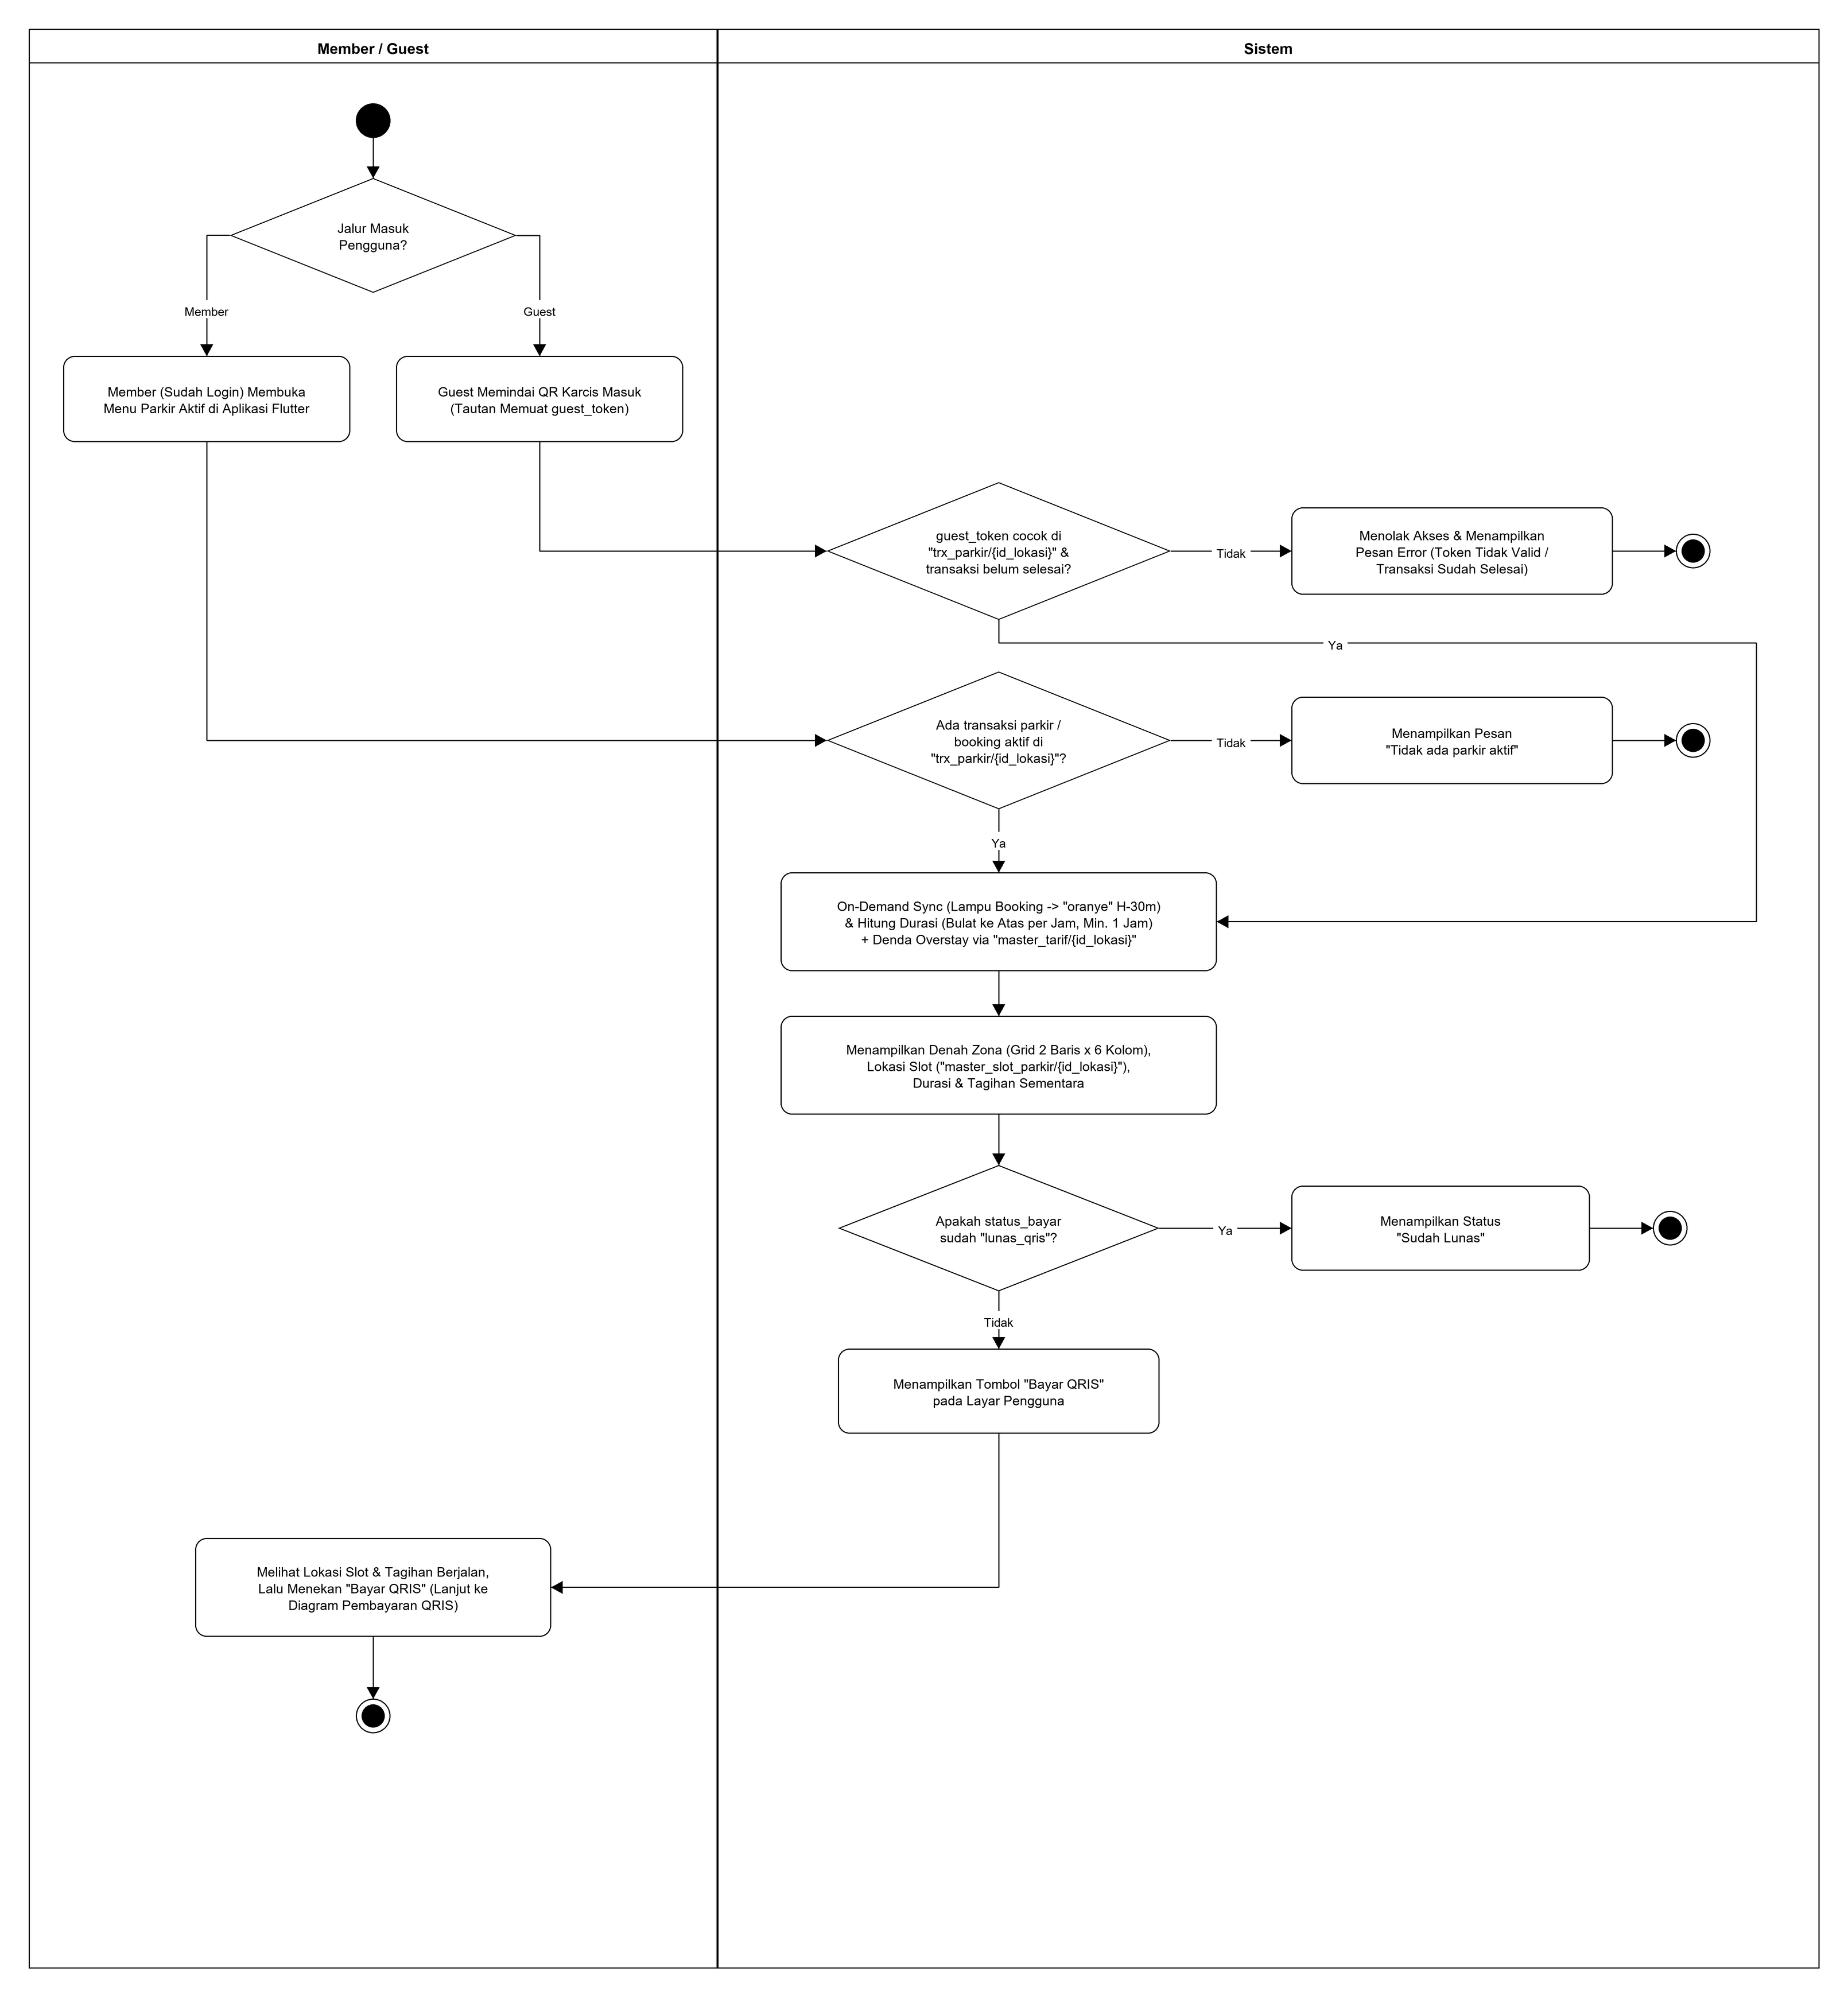 Member / Guest
Sistem
Jalur Masuk
Pengguna?
Member
Guest
Member (Sudah Login) Membuka
Menu Parkir Aktif di Aplikasi Flutter
Guest Memindai QR Karcis Masuk
(Tautan Memuat guest_token)
guest_token cocok di
"trx_parkir/{id_lokasi}" &
transaksi belum selesai?
Tidak
Menolak Akses & Menampilkan
Pesan Error (Token Tidak Valid /
Transaksi Sudah Selesai)
Ya
Ada transaksi parkir /
booking aktif di
"trx_parkir/{id_lokasi}"?
Tidak
Menampilkan Pesan
"Tidak ada parkir aktif"
Ya
On-Demand Sync (Lampu Booking -> "oranye" H-30m)
& Hitung Durasi (Bulat ke Atas per Jam, Min. 1 Jam)
+ Denda Overstay via "master_tarif/{id_lokasi}"
Menampilkan Denah Zona (Grid 2 Baris x 6 Kolom),
Lokasi Slot ("master_slot_parkir/{id_lokasi}"),
Durasi & Tagihan Sementara
Apakah status_bayar
sudah "lunas_qris"?
Ya
Menampilkan Status
"Sudah Lunas"
Tidak
Menampilkan Tombol "Bayar QRIS"
pada Layar Pengguna
Melihat Lokasi Slot & Tagihan Berjalan,
Lalu Menekan "Bayar QRIS" (Lanjut ke
Diagram Pembayaran QRIS)